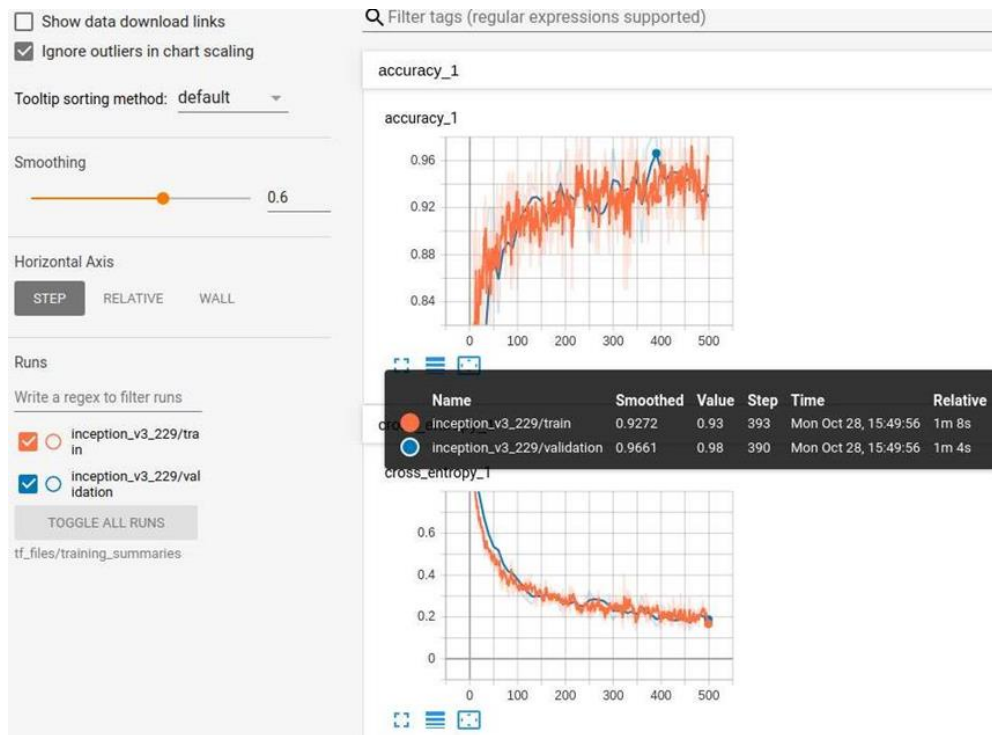 Show data download links
Ignore outliers in chart scaling
Tooltip sorting method: default
Smoothing
0.6
Horizontal Axis
STEP RELATIVE WALL
Runs
Write a regex to filter runs
inception_v3_229/tra
in
inception_v3_229/val
idation
TOGGLE ALL RUNS
tf_files/training_summaries
Filter tags (regular expressions supported)
accuracy_1
accuracy_1
0.96
0.92
0.88
0.84
0 100 200 300 400 500
Name Smoothed Value Step Time Relative
inception_v3_229/train 0.9272 0.93 393 Mon Oct 28, 15:49:56 1m 8s
inception_v3_229/validation 0.9661 0.98 390 Mon Oct 28, 15:49:56 1m 4s
cross_entropy_1
0.6
0.4
0.2
0
0 100 200 300 400 500